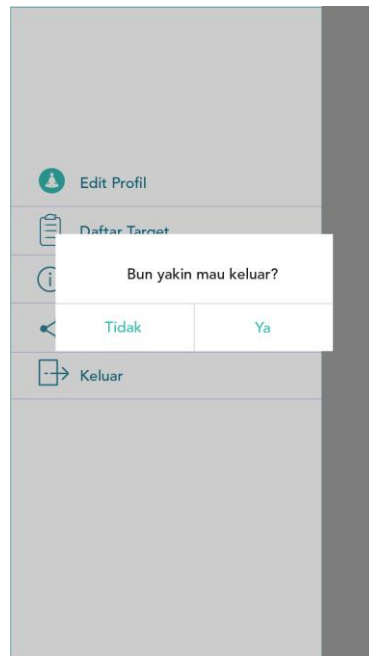 Edit Profil
Daftar Target
Bun yakin mau keluar?
Tidak
Ya
Keluar